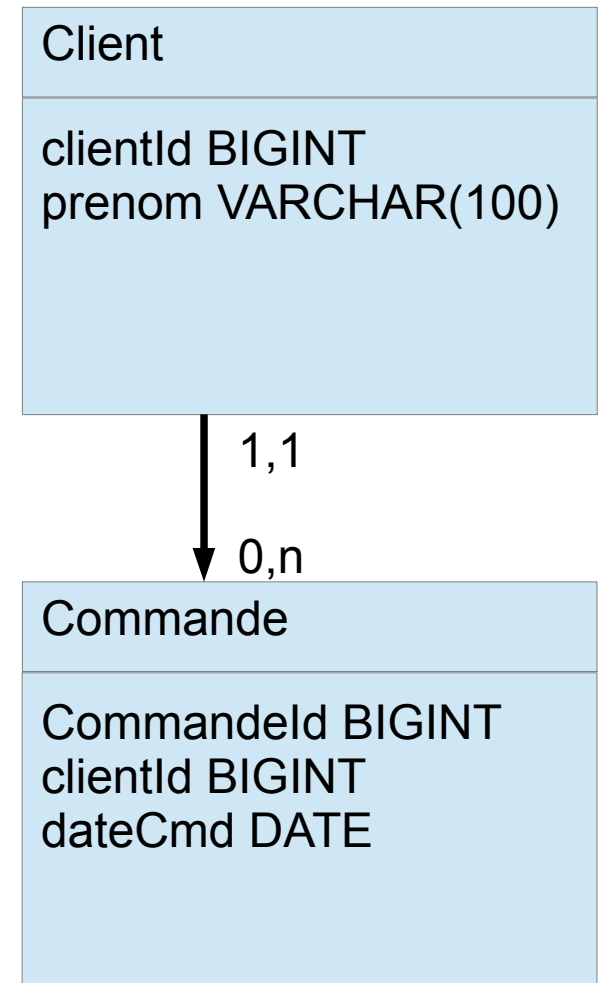 Client
clientId BIGINT
prenom VARCHAR(100)
1,1
0,n
Commande
CommandeId BIGINT
clientId BIGINT
dateCmd DATE